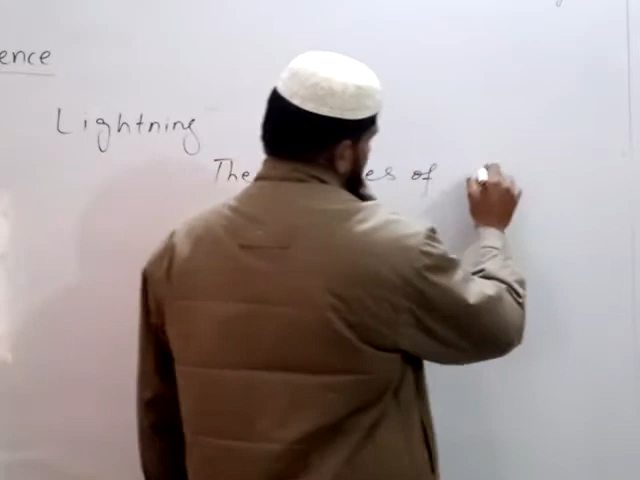 ence
Lightning
The es of